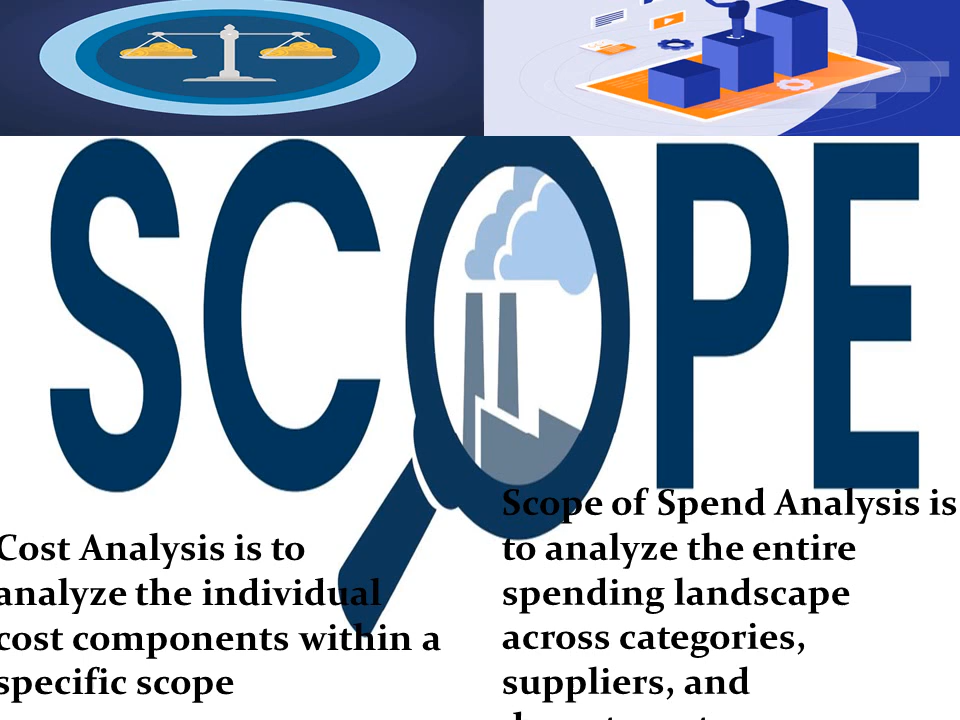 SCOPE
Cost Analysis is to
analyze the individual
cost components within a
specific scope
Scope of Spend Analysis is
to analyze the entire
spending landscape
across categories,
suppliers, and